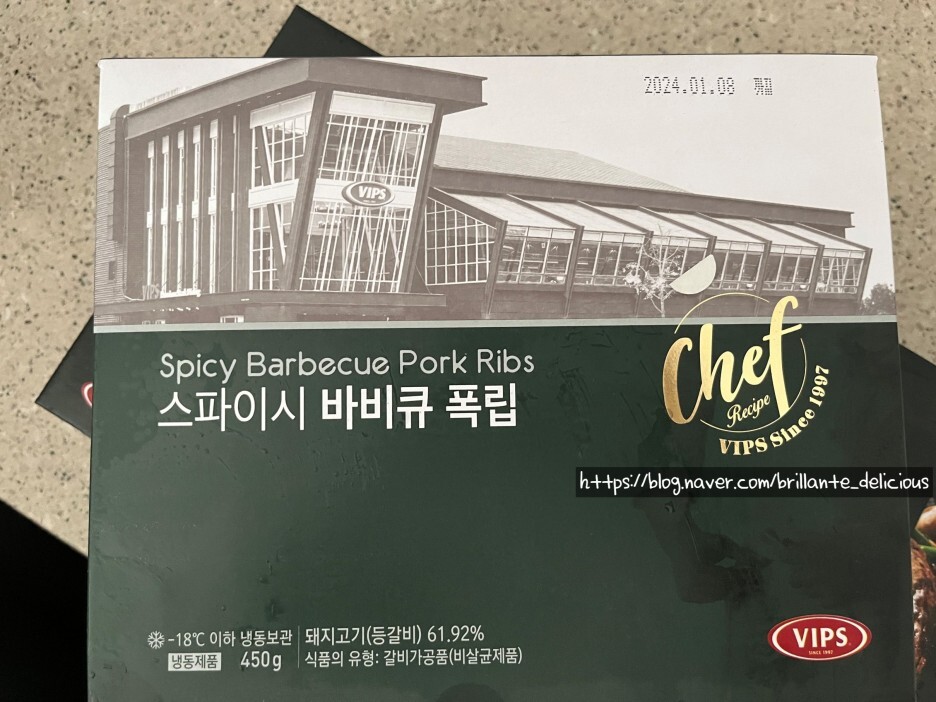 2024.01.08 까지
VIPS
Spicy Barbecue Pork Ribs
스파이시 바비큐 폭립
Chef
Recipe
VIPS Since 1997
https://blog.naver.com/brillante_delicious
-18℃ 이하 냉동보관
냉동제품 450g
돼지고기(등갈비) 61.92%
식품의 유형: 갈비가공품(비살균제품)
VIPS
SINCE 1997